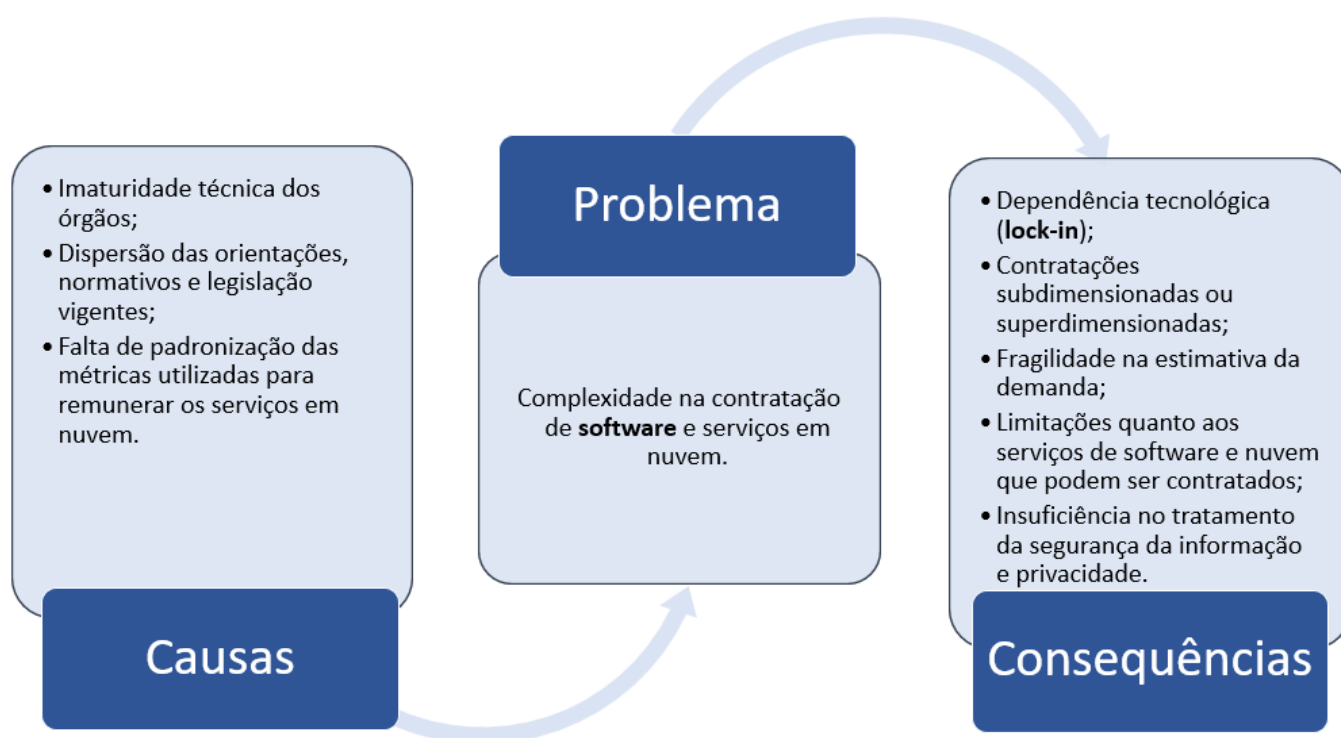 • Imaturidade técnica dos
órgãos;
• Dispersão das orientações,
normativos e legislação
vigentes;
• Falta de padronização das
métricas utilizadas para
remunerar os serviços em
nuvem.
Causas
Problema
Complexidade na contratação
de software e serviços em
nuvem.
• Dependência tecnológica
(lock-in);
• Contratações
subdimensionadas ou
superdimensionadas;
• Fragilidade na estimativa da
demanda;
• Limitações quanto aos
serviços de software e nuvem
que podem ser contratados;
• Insuficiência no tratamento
da segurança da informação
e privacidade.
Consequências